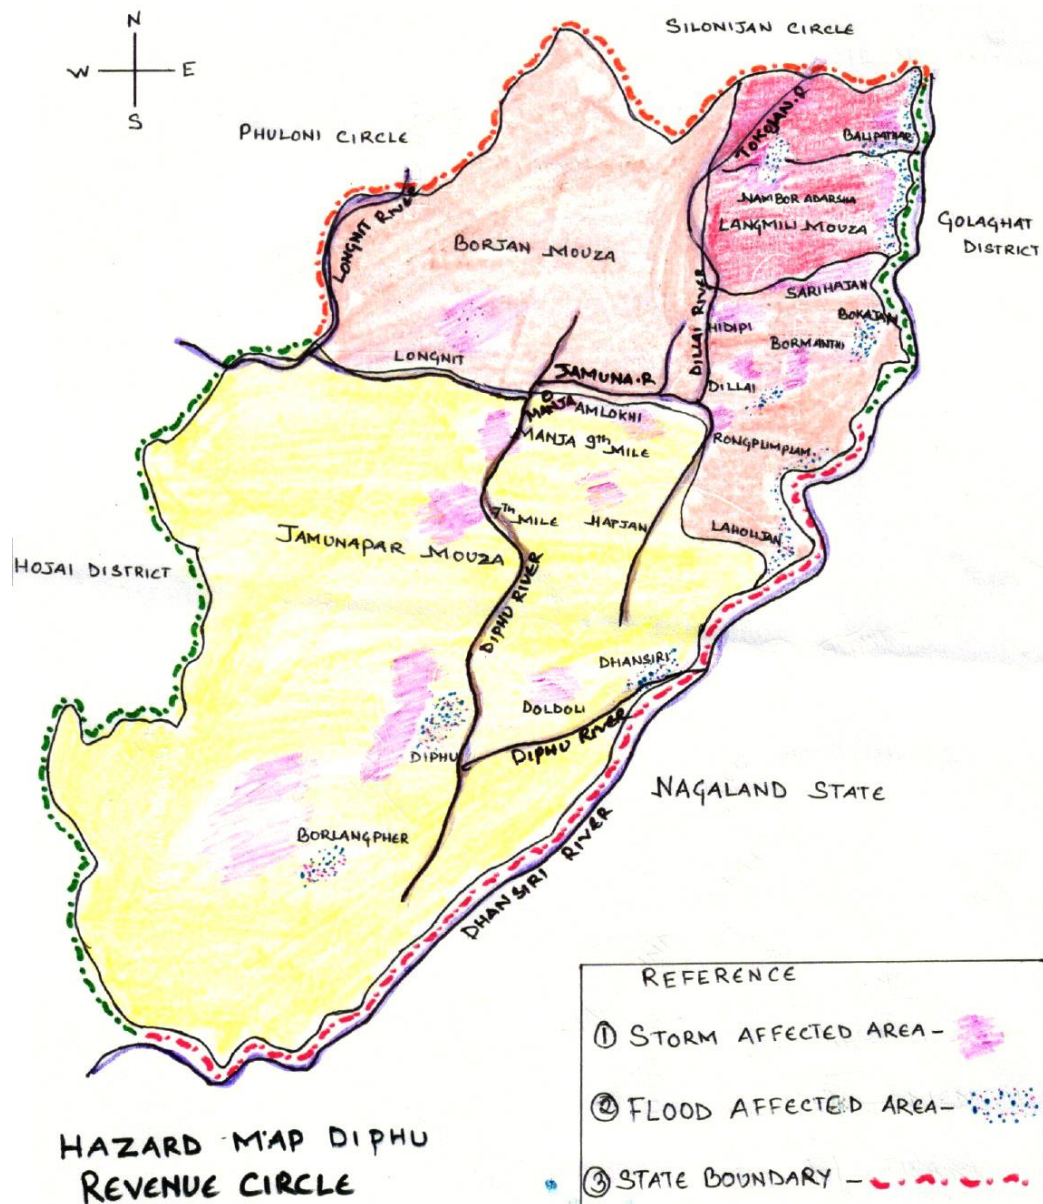 N
W
E
S
SILONIJAN CIRCLE
PHULONI CIRCLE
TOKOJAN.R
BALIPATHAR
NAMBOR ADARSHA
LANGMILI MOUZA
GOLAGHAT
DISTRICT
LONGNIT RIVER
BORJAN MOUZA
DILLAI RIVER
SARIHAJAN
BOKAJAN
HIDIPI
BORMANTHI
LONGNIT
JAMUNA.R
DILLAI
MANJA
AMLOKHI
MANJA 9th MILE
RONGPLIMPLAM
7th MILE
HAPJAN
LAHOLIJAN
JAMUNAPAR MOUZA
HOJAI DISTRICT
DIPHU RIVER
DHANSIRI
DOLDOLI
DIPHU
DIPHU RIVER
NAGALAND STATE
BORLANGPHER
DHANSIRI RIVER
REFERENCE
① STORM AFFECTED AREA -
② FLOOD AFFECTED AREA -
③ STATE BOUNDARY -
HAZARD MAP DIPHU
REVENUE CIRCLE